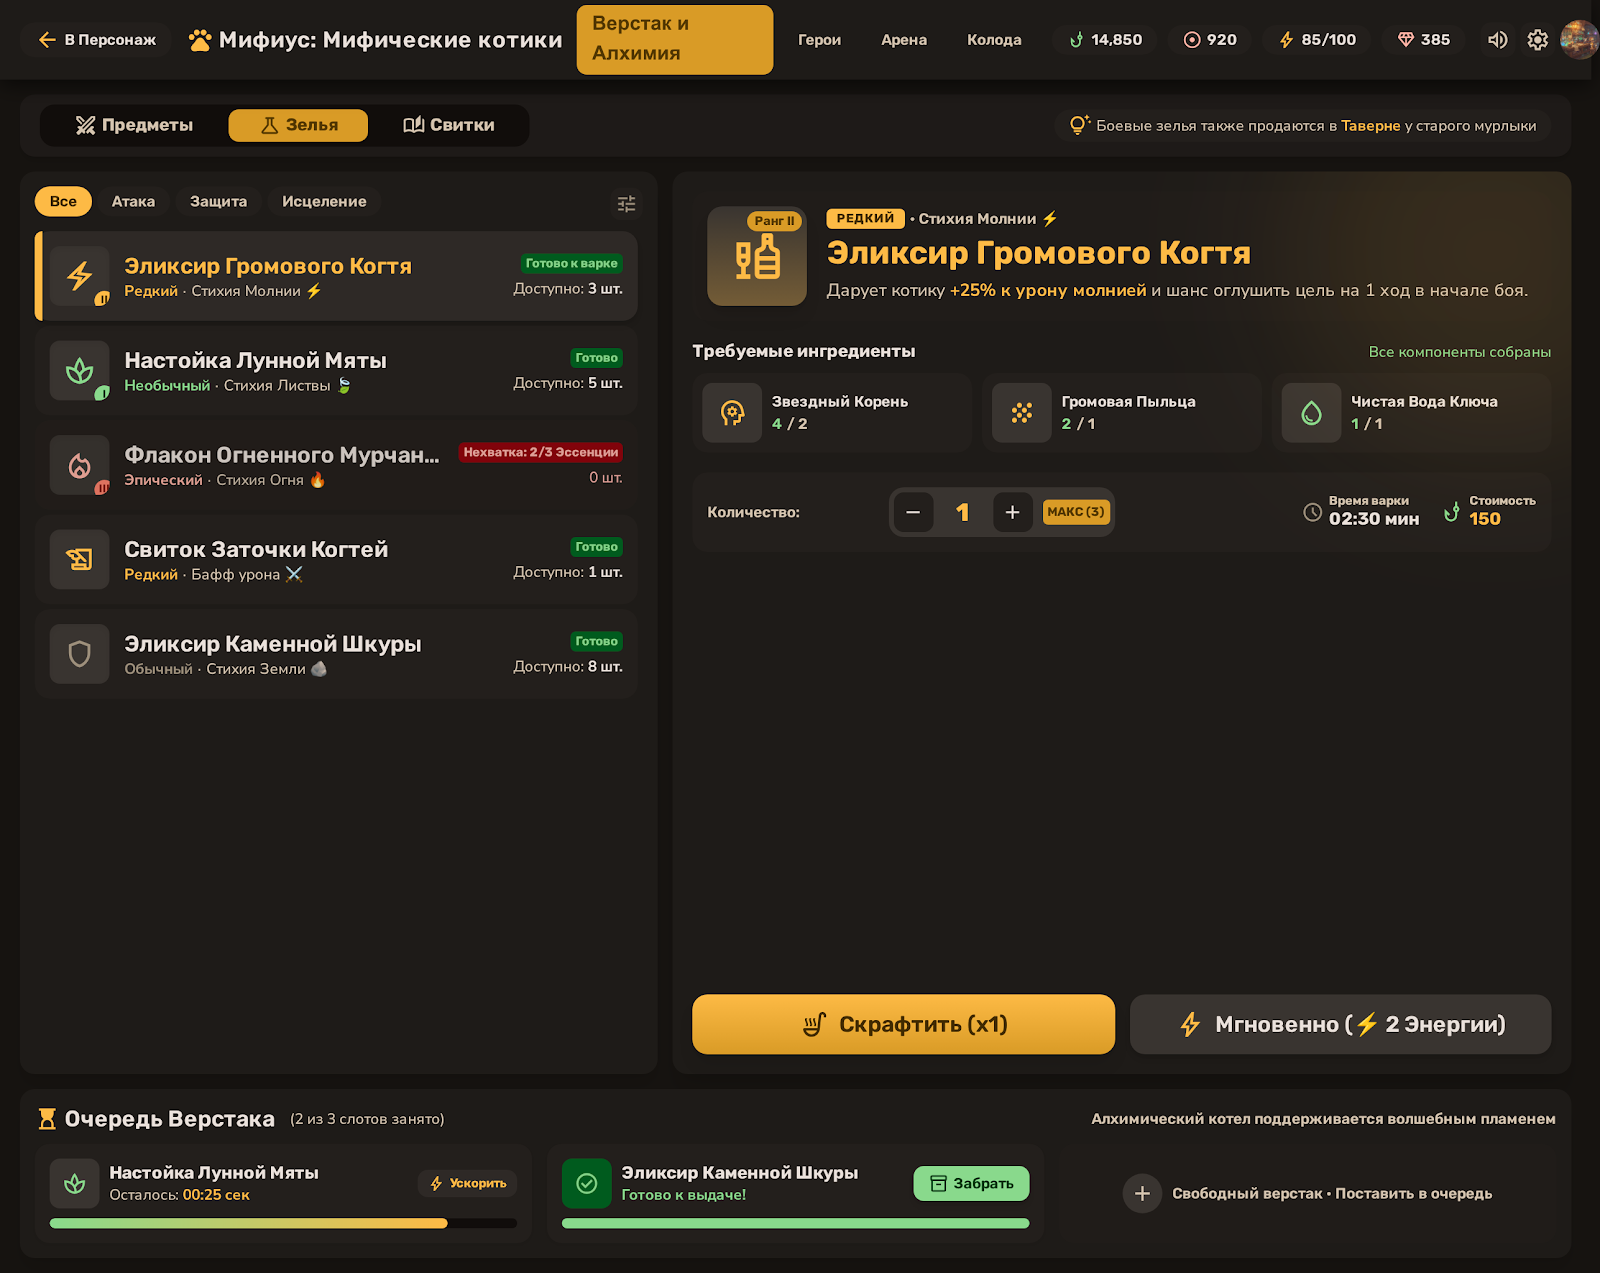 В Персонаж
Мифиус: Мифические котики
Верстак и
Алхимия
Герои
Арена
Колода
14,850
920
85/100
385
Предметы
Зелья
Свитки
Боевые зелья также продаются в Таверне у старого мурлыки
Все
Атака
Защита
Исцеление
Эликсир Громового Когтя
Редкий · Стихия Молнии ⚡
Готово к варке
Доступно: 3 шт.
II
Настойка Лунной Мяты
Необычный · Стихия Листвы 🍃
Готово
Доступно: 5 шт.
I
Флакон Огненного Мурчан...
Эпический · Стихия Огня 🔥
Нехватка: 2/3 Эссенции
0 шт.
III
Свиток Заточки Когтей
Редкий · Бафф урона ⚔️
Готово
Доступно: 1 шт.
Эликсир Каменной Шкуры
Обычный · Стихия Земли 🪨
Готово
Доступно: 8 шт.
Ранг II
РЕДКИЙ • Стихия Молнии ⚡
Эликсир Громового Когтя
Дарует котику +25% к урону молнией и шанс оглушить цель на 1 ход в начале боя.
Требуемые ингредиенты
Все компоненты собраны
Звездный Корень
4 / 2
Громовая Пыльца
2 / 1
Чистая Вода Ключа
1 / 1
Количество:
− 1 +
МАКС (3)
Время варки
02:30 мин
Стоимость
150
Скрафтить (x1)
Мгновенно (⚡ 2 Энергии)
Очередь Верстака (2 из 3 слотов занято)
Алхимический котел поддерживается волшебным пламенем
Настойка Лунной Мяты
Осталось: 00:25 сек
Ускорить
Эликсир Каменной Шкуры
Готово к выдаче!
Забрать
Свободный верстак • Поставить в очередь